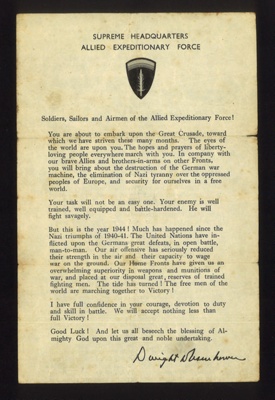 SUPREME HEADQUARTERS
ALLIED EXPEDITIONARY FORCE
Soldiers, Sailors and Airmen of the Allied Expeditionary Force!
You are about to embark upon the Great Crusade, toward
which we have striven these many months. The eyes of
the world are upon you. The hopes and prayers of liberty-
loving people everywhere march with you. In company with
our brave Allies and brothers-in-arms on other Fronts,
you will bring about the destruction of the German war
machine, the elimination of Nazi tyranny over the oppressed
peoples of Europe, and security for ourselves in a free
world.
Your task will not be an easy one. Your enemy is well
trained, well equipped and battle-hardened. He will
fight savagely.
But this is the year 1944! Much has happened since the
Nazi triumphs of 1940-41. The United Nations have in-
flicted upon the Germans great defeats, in open battle,
man-to-man. Our air offensive has seriously reduced
their strength in the air and their capacity to wage
war on the ground. Our Home Fronts have given us an
overwhelming superiority in weapons and munitions of
war, and placed at our disposal great reserves of trained
fighting men. The tide has turned! The free men of the
world are marching together to Victory!
I have full confidence in your courage, devotion to duty
and skill in battle. We will accept nothing less than
full Victory!
Good Luck! And let us all beseech the blessing of Al-
mighty God upon this great and noble undertaking.
Dwight D Eisenhower